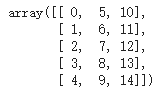 array([[ 0,  5, 10],
       [ 1,  6, 11],
       [ 2,  7, 12],
       [ 3,  8, 13],
       [ 4,  9, 14]])